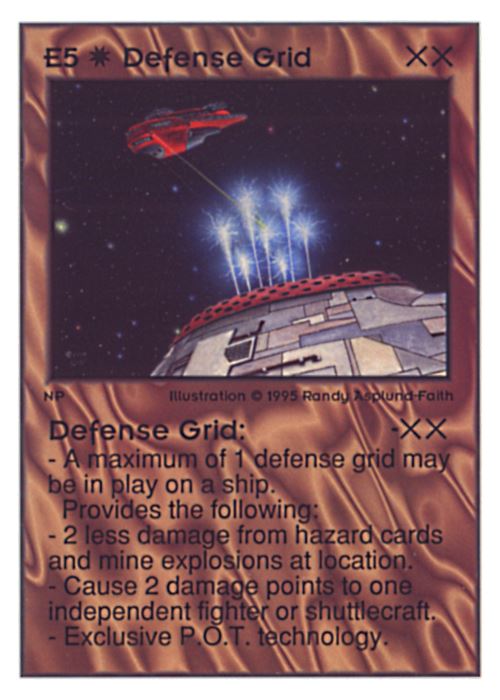 E5 ✷ Defense Grid XX
NP Illustration © 1995 Randy Asplund-Faith
Defense Grid: -XX
- A maximum of 1 defense grid may
be in play on a ship.
Provides the following:
- 2 less damage from hazard cards
and mine explosions at location.
- Cause 2 damage points to one
independent fighter or shuttlecraft.
- Exclusive P.O.T. technology.